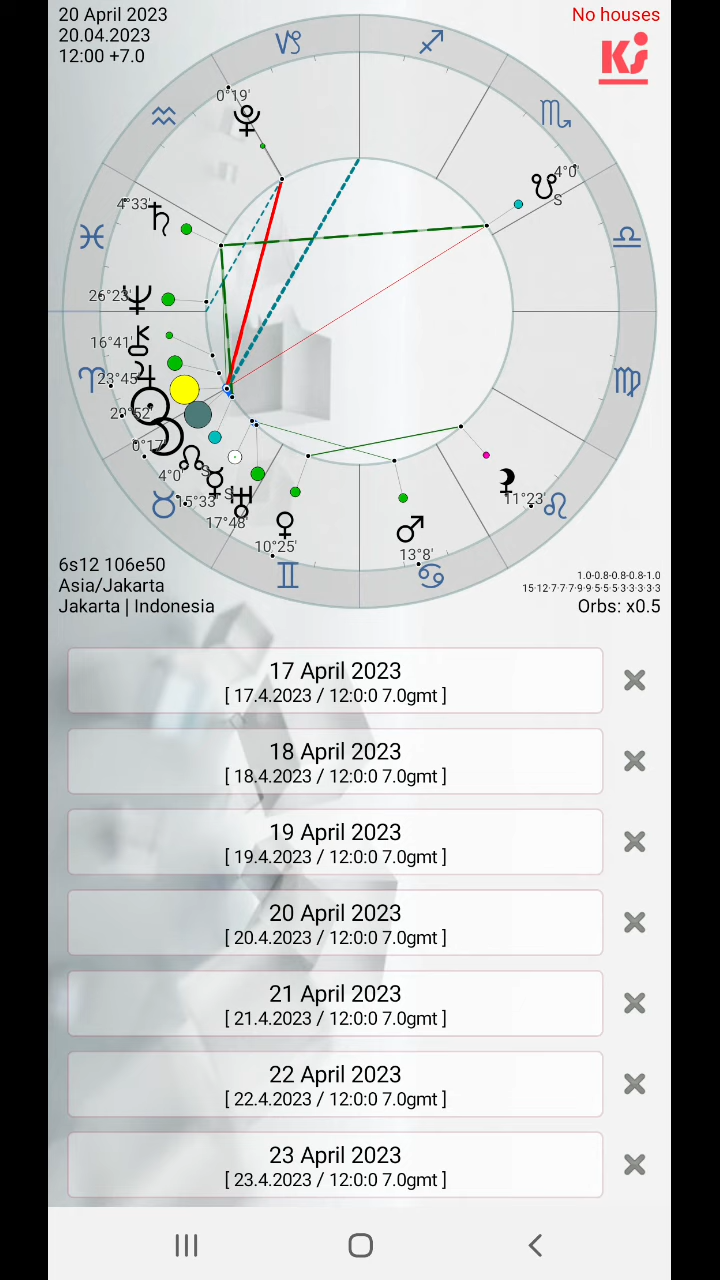 20 April 2023
20.04.2023
12:00 +7.0
No houses
KS
0°19'
4°0'
S
4°33'
26°23'
16°41'
23°45'
29°52'
0°17'
4°0'
S
15°33'
S
17°48'
10°25'
13°8'
11°23'
6s12 106e50
Asia/Jakarta
Jakarta | Indonesia
1.0-0.8-0.8-0.8-1.0
15-12-7-7-7-9-9-5-5-5-3-3-3-3-3
Orbs: x0.5
17 April 2023
[ 17.4.2023 / 12:0:0 7.0gmt ]
18 April 2023
[ 18.4.2023 / 12:0:0 7.0gmt ]
19 April 2023
[ 19.4.2023 / 12:0:0 7.0gmt ]
20 April 2023
[ 20.4.2023 / 12:0:0 7.0gmt ]
21 April 2023
[ 21.4.2023 / 12:0:0 7.0gmt ]
22 April 2023
[ 22.4.2023 / 12:0:0 7.0gmt ]
23 April 2023
[ 23.4.2023 / 12:0:0 7.0gmt ]